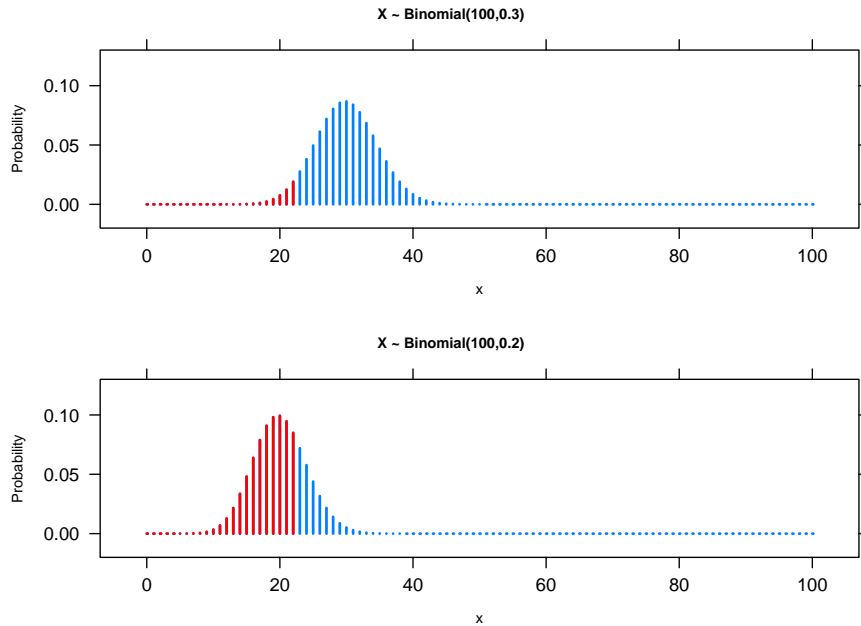 X ~ Binomial(100,0.3)
Probability
0.10
0.05
0.00
0 20 40 60 80 100
x
X ~ Binomial(100,0.2)
Probability
0.10
0.05
0.00
0 20 40 60 80 100
x